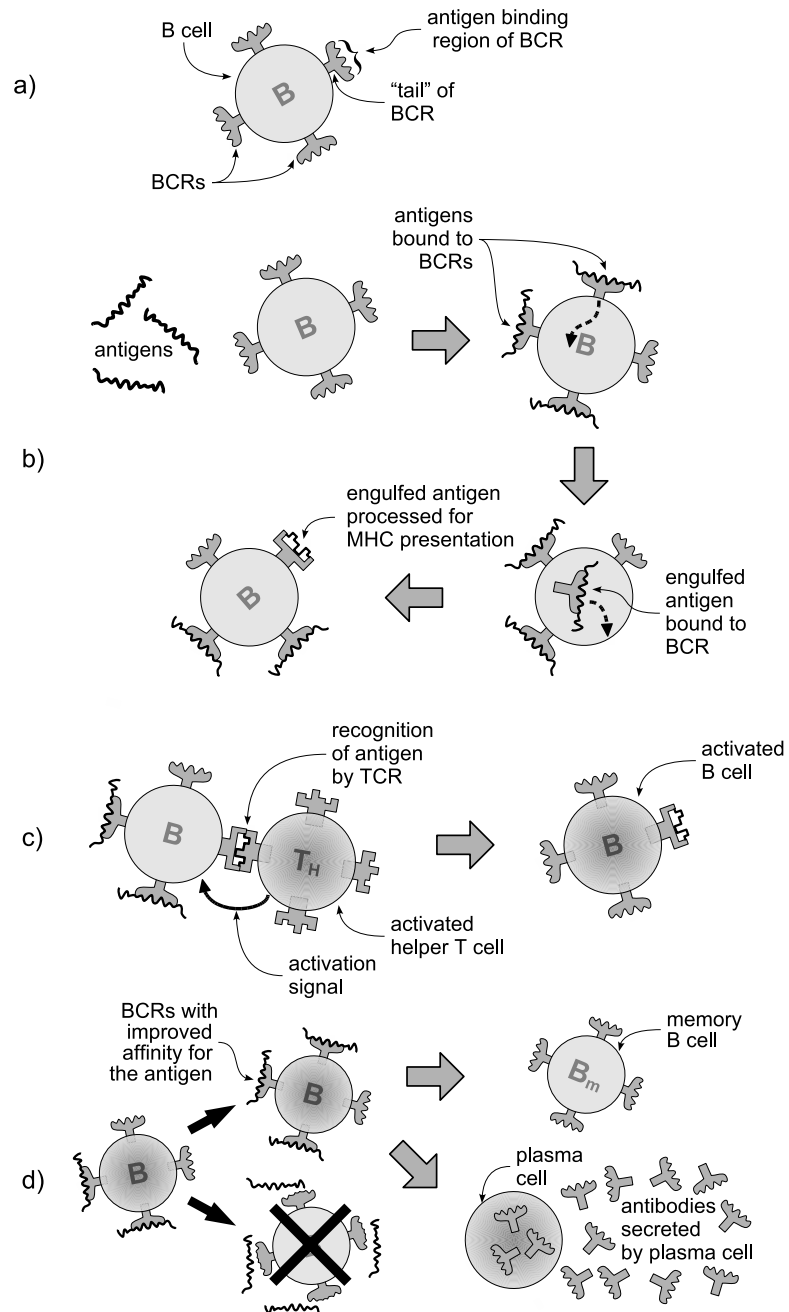 a)
B cell
antigen binding
region of BCR
B
“tail” of
BCR
BCRs
b)
antigens
B
antigens
bound to
BCRs
B
engulfed antigen
processed for
MHC presentation
B
engulfed
antigen
bound to
BCR
c)
recognition
of antigen
by TCR
B
TH
activation
signal
activated
helper T cell
activated
B cell
B
d)
BCRs with
improved
affinity for
the antigen
B
B
B
memory
B cell
Bm
plasma
cell
antibodies
secreted
by plasma cell